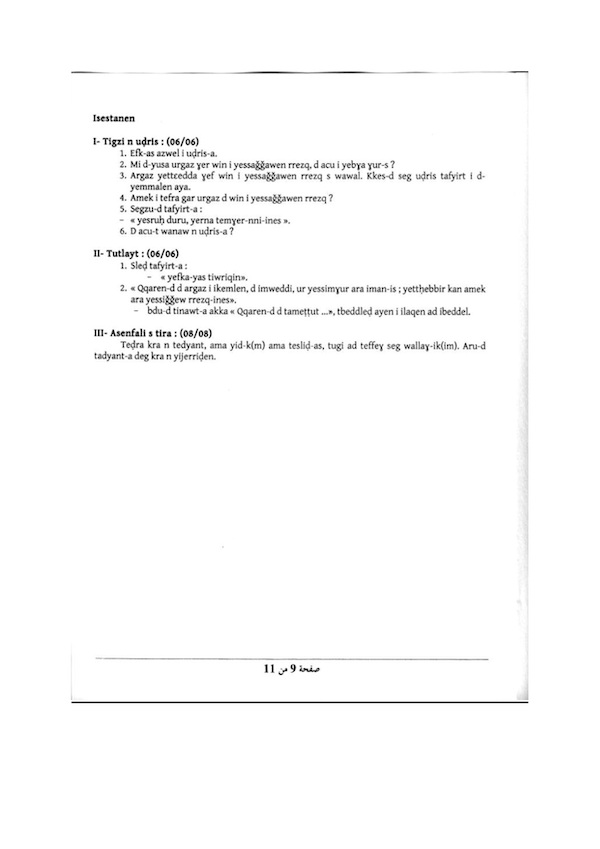 Isestanen
I- Tigzi n uḍris : (06/06)
1. Efk-as azwel i uḍris-a.
2. Mi d-yusa urgaz ɣer win i yessaǧǧawen rrezq, d acu i yebɣa ɣur-s ?
3. Argaz yettɛedda ɣef win i yessaǧǧawen rrezq s wawal. Kkes-d seg uḍris tafyirt i d-
yemmalen aya.
4. Amek i tefra gar urgaz d win i yessaǧǧawen rrezq ?
5. Segzu-d tafyirt-a :
- « yesruḥ duru, yerna temɣer-nni-ines ».
6. D acu-t wanaw n uḍris-a ?
II- Tutlayt : (06/06)
1. Sleḍ tafyirt-a :
- « yefka-yas tiwriqin».
2. « Qqaren-d d argaz i ikemlen, d imweddi, ur yessimɣur ara iman-is ; yettḥebbir kan amek
ara yessiǧǧew rrezq-ines».
- bdu-d tinawt-a akka « Qqaren-d d tameṭṭut ...», tbeddleḍ ayen i ilaqen ad ibeddel.
III- Asenfali s tira : (08/08)
Teḍra kra n tedyant, ama yid-k(m) ama tesliḍ-as, tugi ad teffeɣ seg wallaɣ-ik(im). Aru-d
tadyant-a deg kra n yijerriḍen.
صفحة 9 من 11